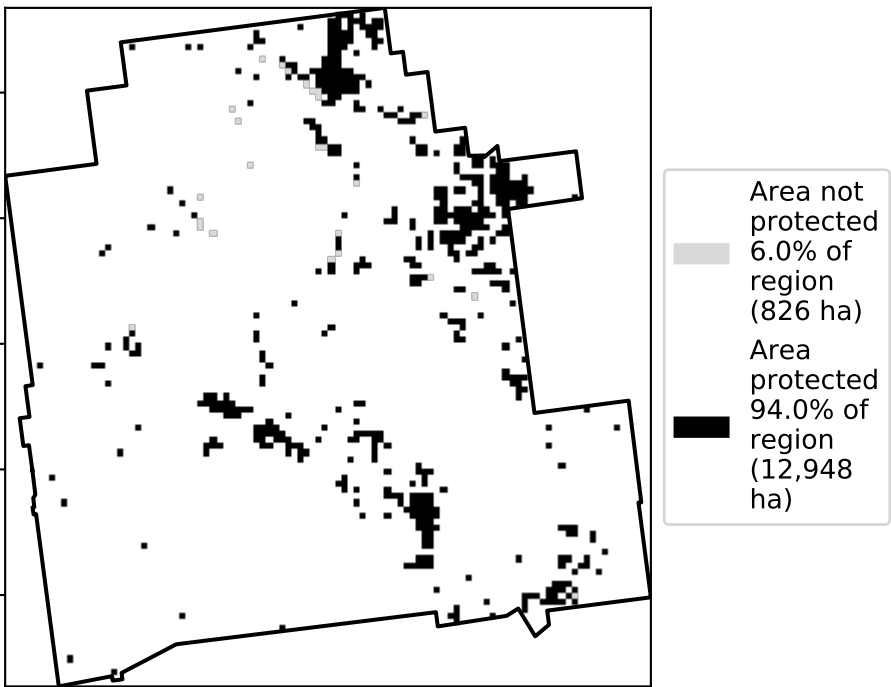 Area not
protected
6.0% of
region
(826 ha)
Area
protected
94.0% of
region
(12,948
ha)